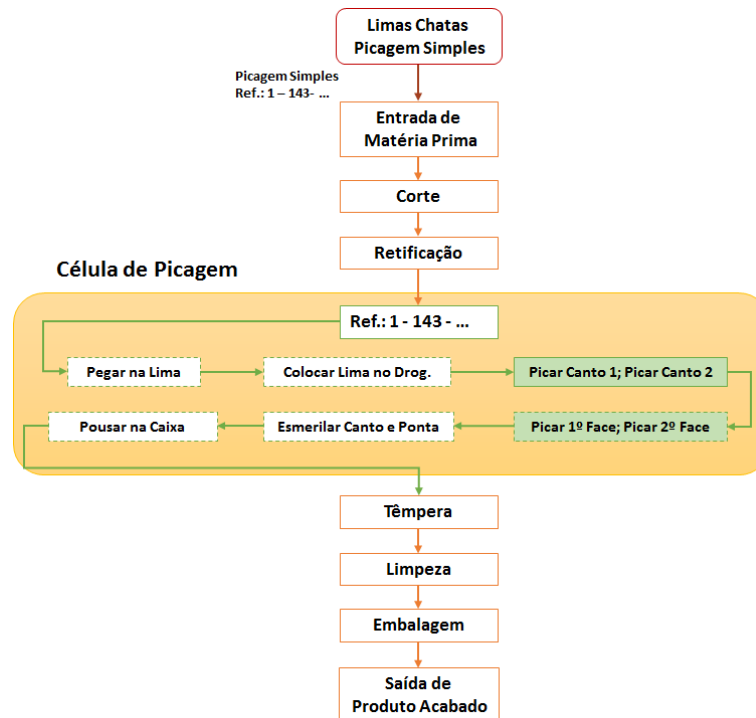 Limas Chatas
Picagem Simples
Picagem Simples
Ref.: 1 – 143- ...
Entrada de
Matéria Prima
Corte
Retificação
Célula de Picagem
Ref.: 1 - 143 - ...
Pegar na Lima
Colocar Lima no Drog.
Picar Canto 1; Picar Canto 2
Pousar na Caixa
Esmerilar Canto e Ponta
Picar 1º Face; Picar 2º Face
Têmpera
Limpeza
Embalagem
Saída de
Produto Acabado